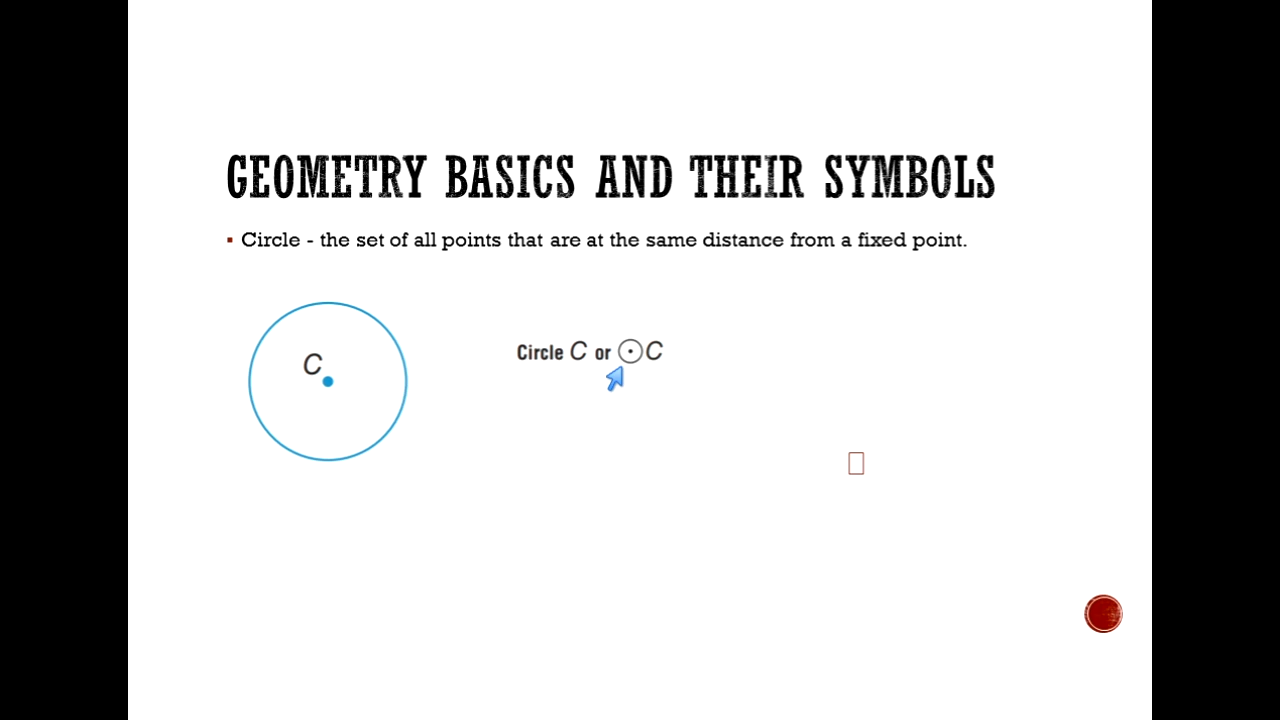 GEOMETRY BASICS AND THEIR SYMBOLS
▪ Circle - the set of all points that are at the same distance from a fixed point.
C
Circle C or ⊙C